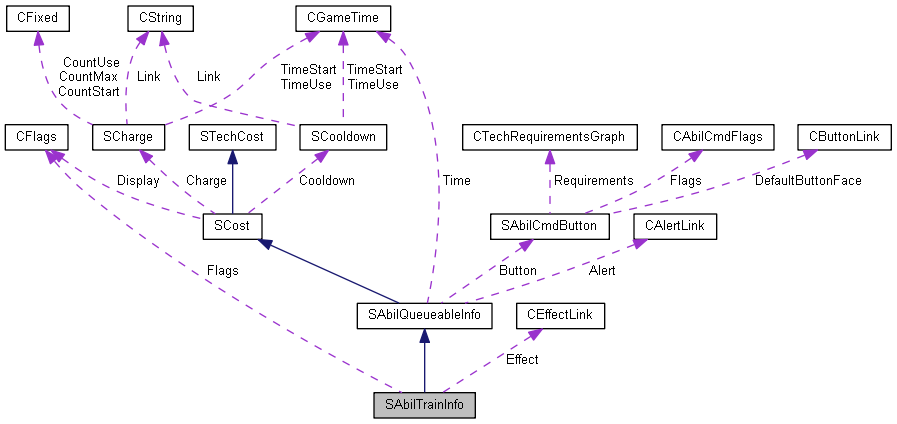 CFixed
CString
CGameTime
CountUse
CountMax
CountStart
Link
Link
TimeStart
TimeUse
TimeStart
TimeUse
CFlags
SCharge
STechCost
SCooldown
CTechRequirementsGraph
CAbilCmdFlags
CButtonLink
Display
Charge
Cooldown
Time
Requirements
Flags
DefaultButtonFace
SCost
SAbilCmdButton
CAlertLink
Flags
Button
Alert
SAbilQueueableInfo
CEffectLink
Effect
SAbilTrainInfo